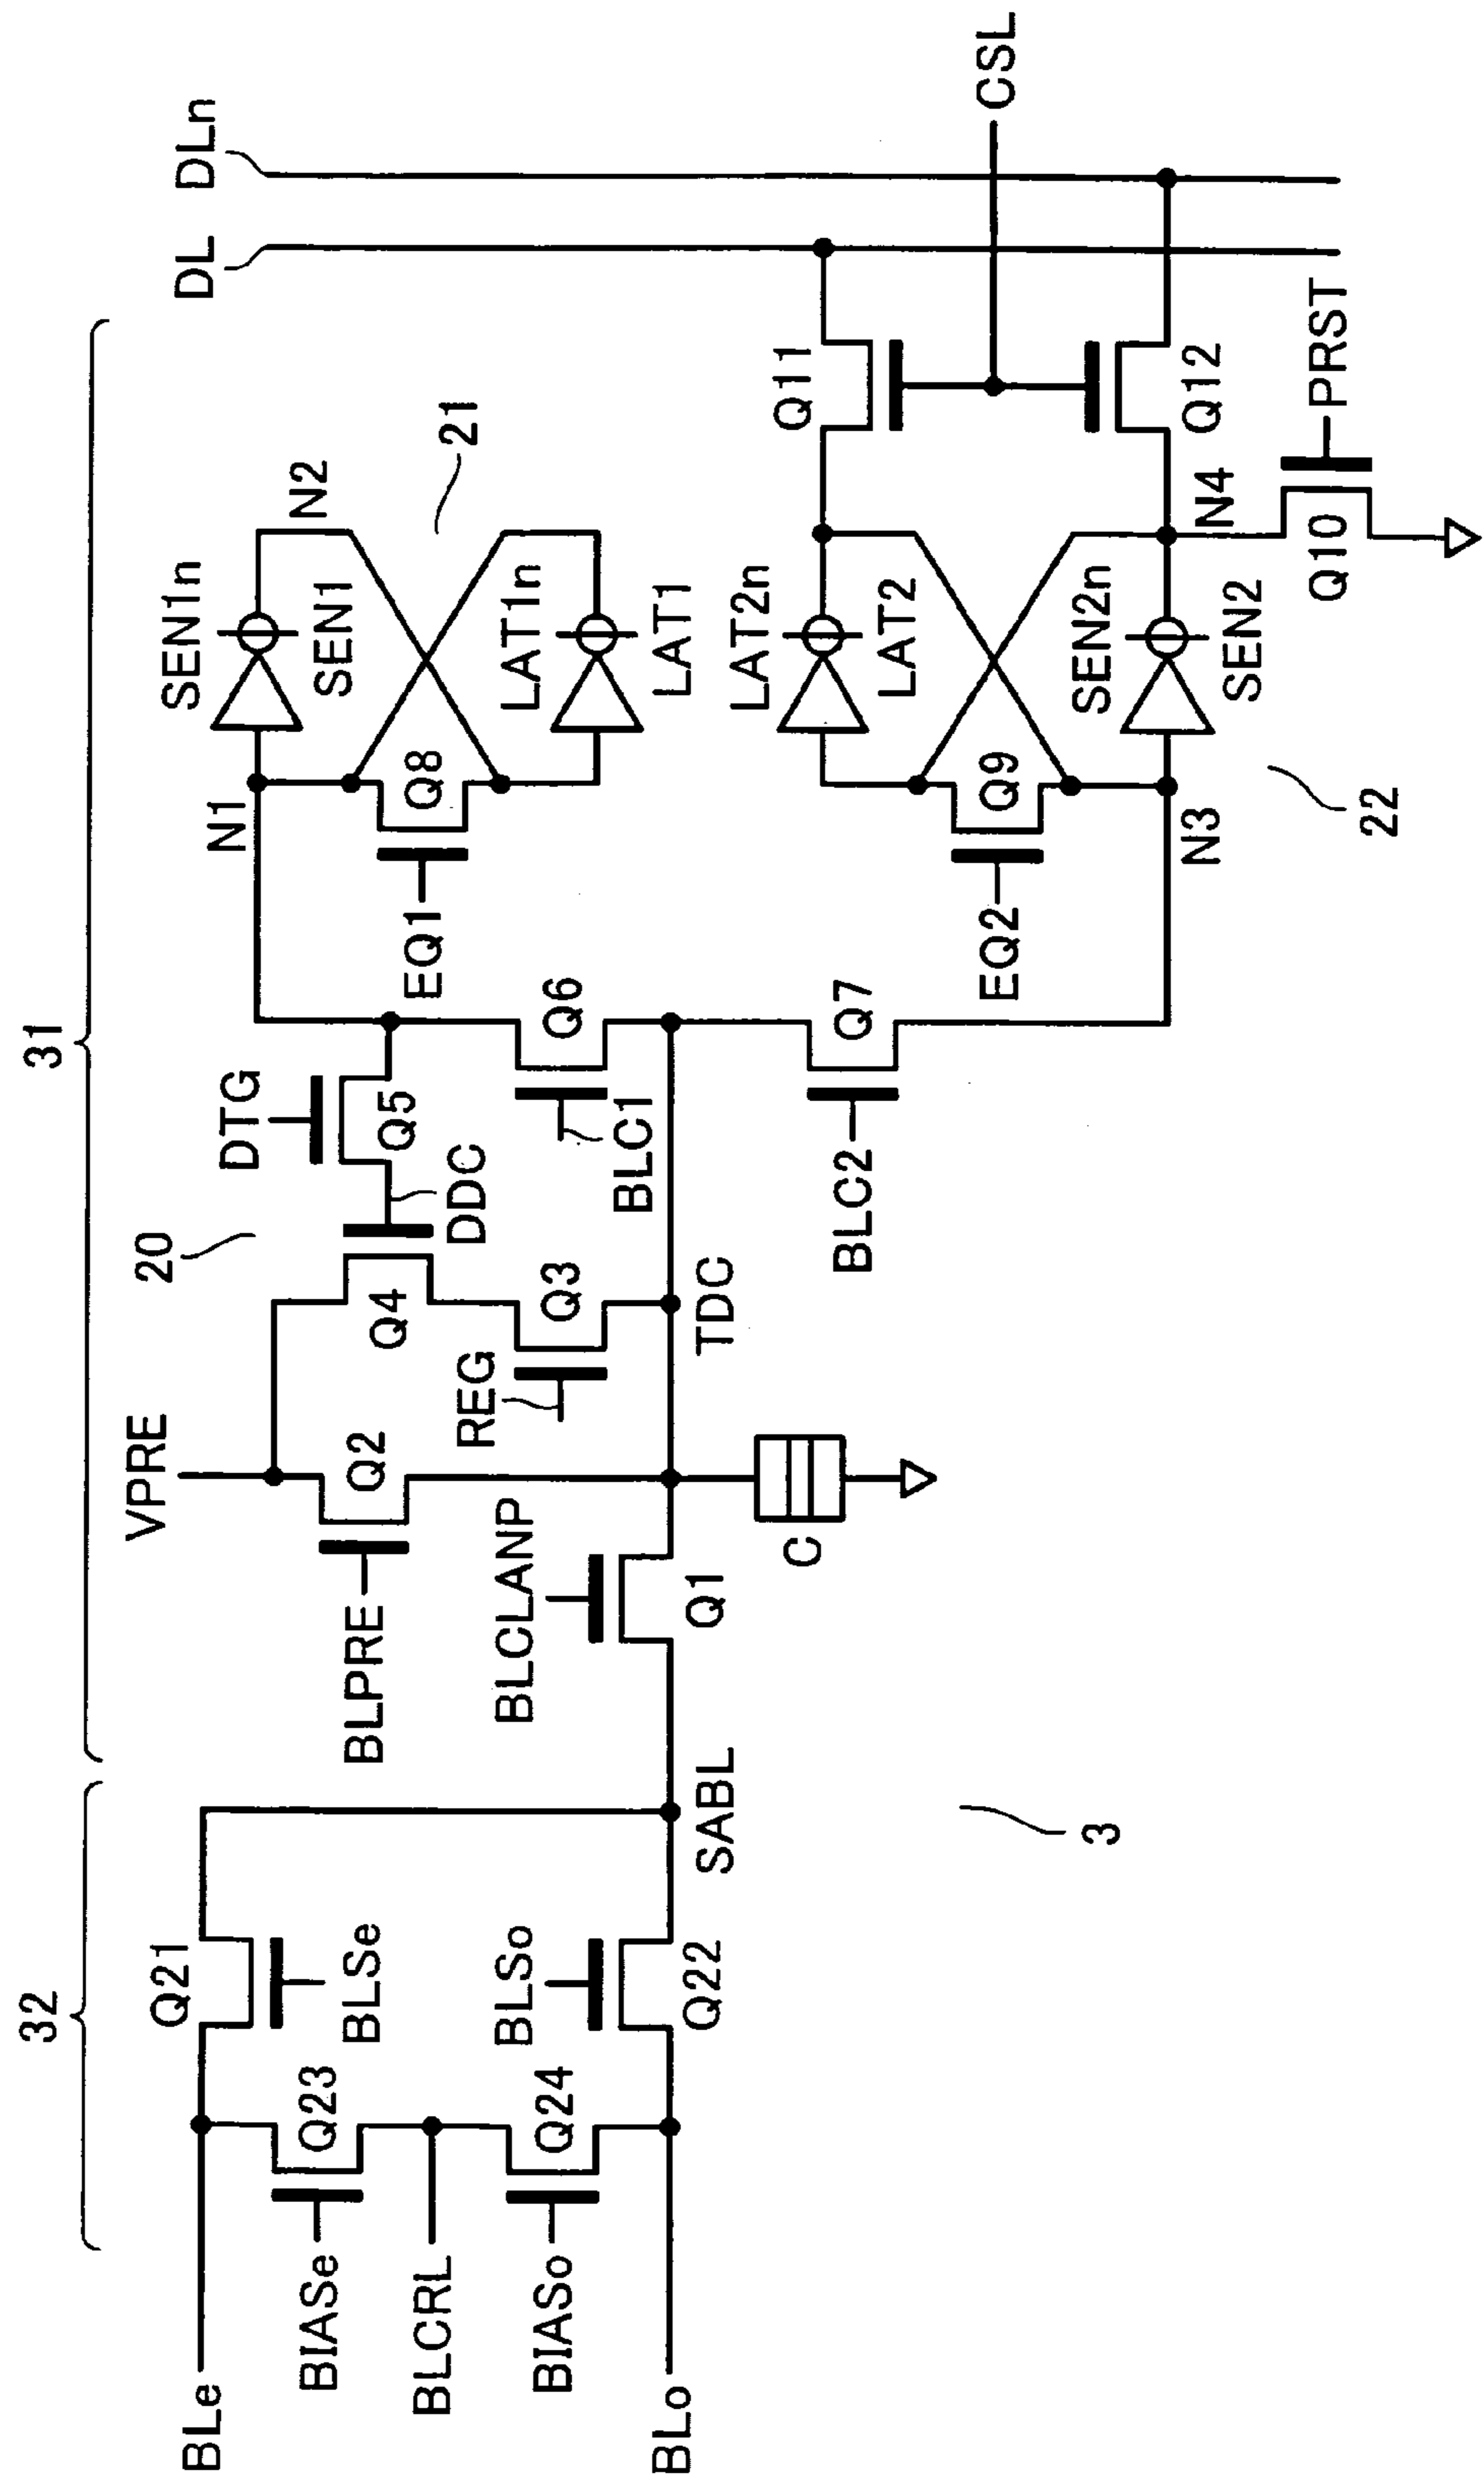 31
32
DLn
DL
CSL
SEN1n
SEN1
N2
21
N1
Q8
EQ1
LAT1n
LAT1
LAT2n
LAT2
Q11
Q12
SEN2n
SEN2
N4
Q10
PRST
Q9
EQ2
N3
22
DTG
Q5
DDC
20
Q6
BLC1
Q7
BLC2
VPRE
Q4
Q3
REG
TDC
Q2
BLPRE
BLCLANP
Q1
C
SABL
3
Q21
BLSe
BLSo
Q22
Q23
Q24
BIASe
BLCRL
BIASo
BLe
BLo